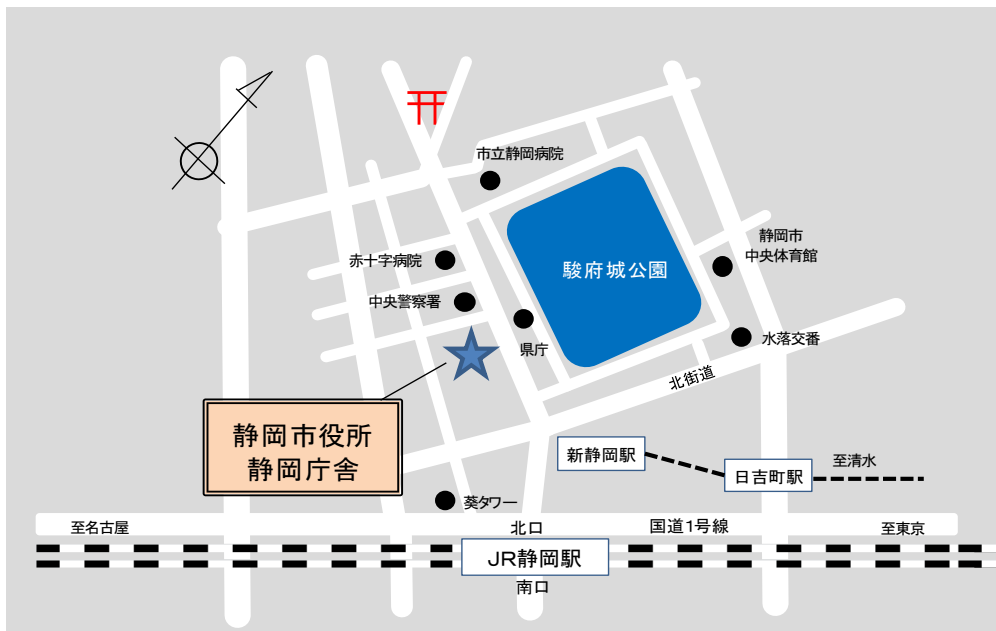 市立静岡病院
静岡市
中央体育館
赤十字病院
駿府城公園
中央警察署
県庁
水落交番
北街道
静岡市役所
静岡庁舎
新静岡駅
日吉町駅
至清水
葵タワー
至名古屋
北口
国道1号線
至東京
JR静岡駅
南口